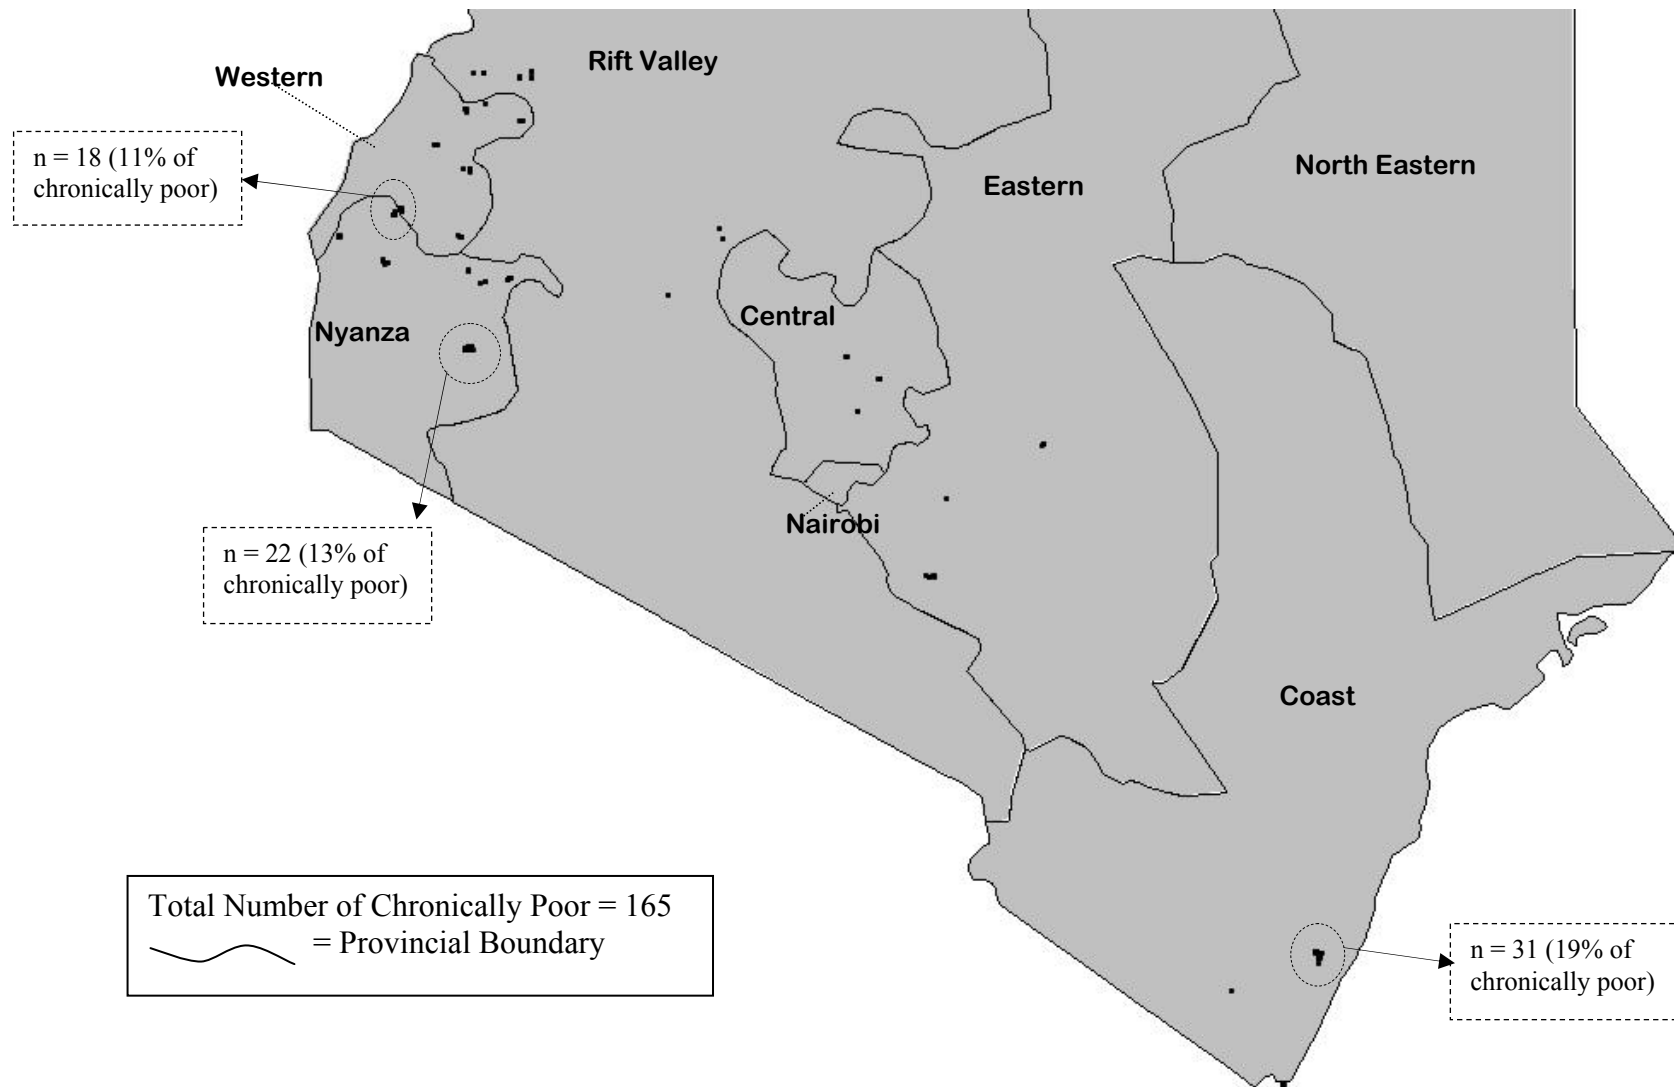 Rift Valley
Western
n = 18 (11% of
chronically poor)
North Eastern
Eastern
Central
Nyanza
Nairobi
n = 22 (13% of
chronically poor)
Coast
Total Number of Chronically Poor = 165
= Provincial Boundary
n = 31 (19% of
chronically poor)